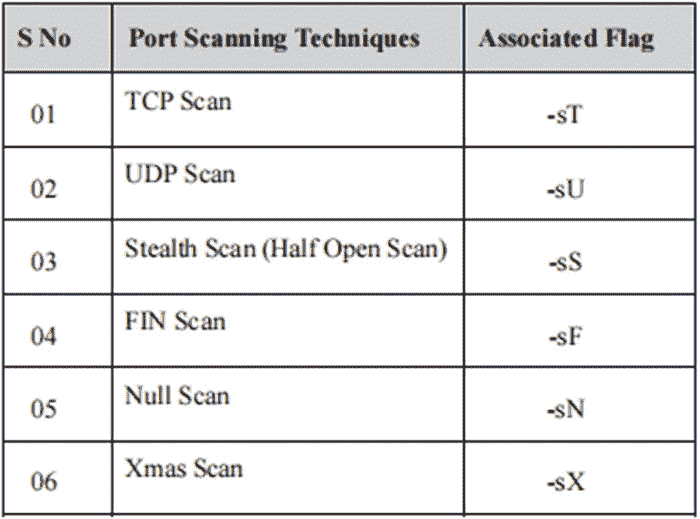 S No Port Scanning Techniques Associated Flag
01 TCP Scan -sT
02 UDP Scan -sU
03 Stealth Scan (Half Open Scan) -sS
04 FIN Scan -sF
05 Null Scan -sN
06 Xmas Scan -sX